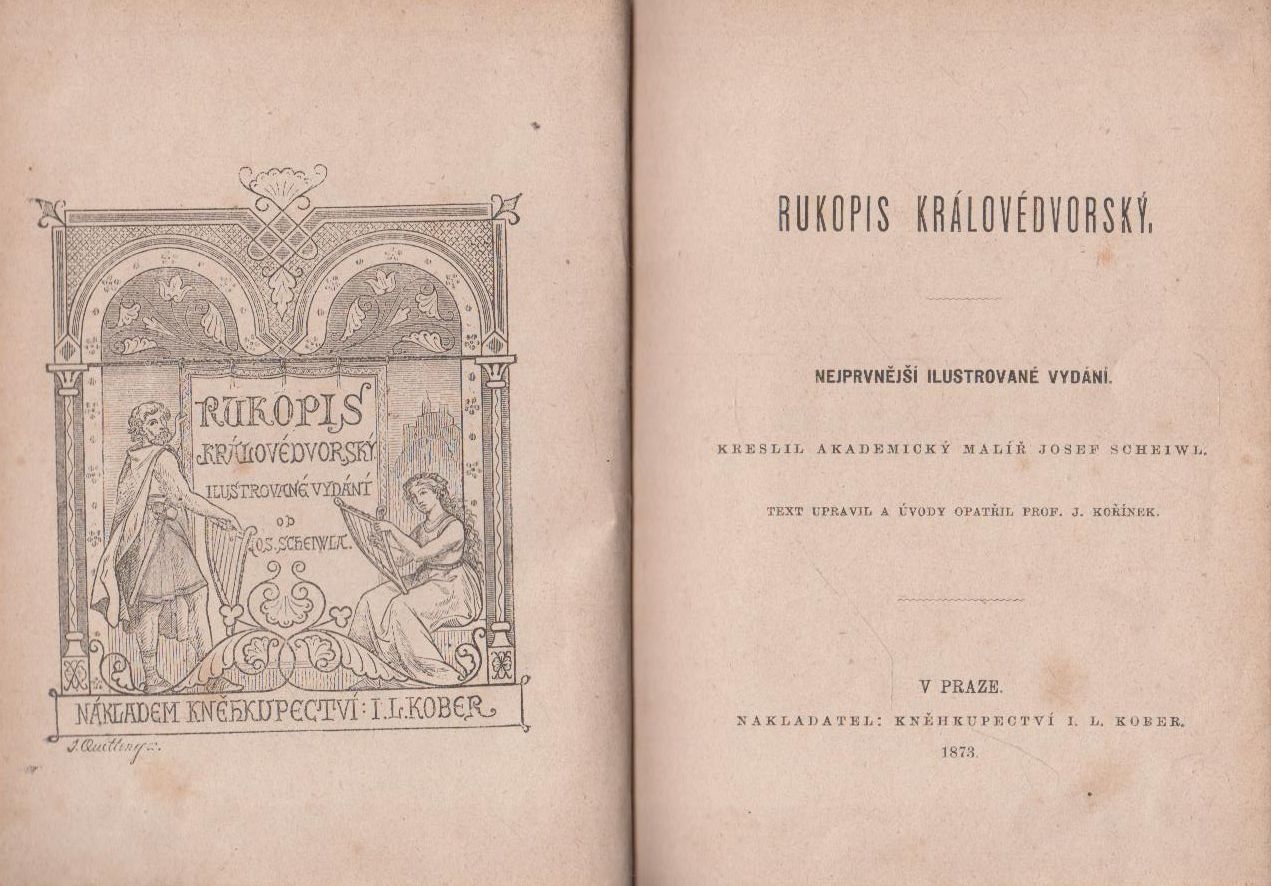 RUKOPIS
KRÁLOVÉDVORSKÝ
ILUSTROVANÉ VYDÁNÍ
OD
JOS. SCHEIWLA.
NÁKLADEM KNĚHKUPECTVÍ: I. L. KOBER
RUKOPIS KRÁLOVÉDVORSKÝ.
NEJPRVNĚJŠÍ ILUSTROVANÉ VYDÁNÍ.
KRESLIL AKADEMICKÝ MALÍŘ JOSEF SCHEIWL.
TEXT UPRAVIL A ÚVODY OPATŘIL PROF. J. KOŘÍNEK.
V PRAZE.
NAKLADATEL: KNĚHKUPECTVÍ I. L. KOBER.
1873.